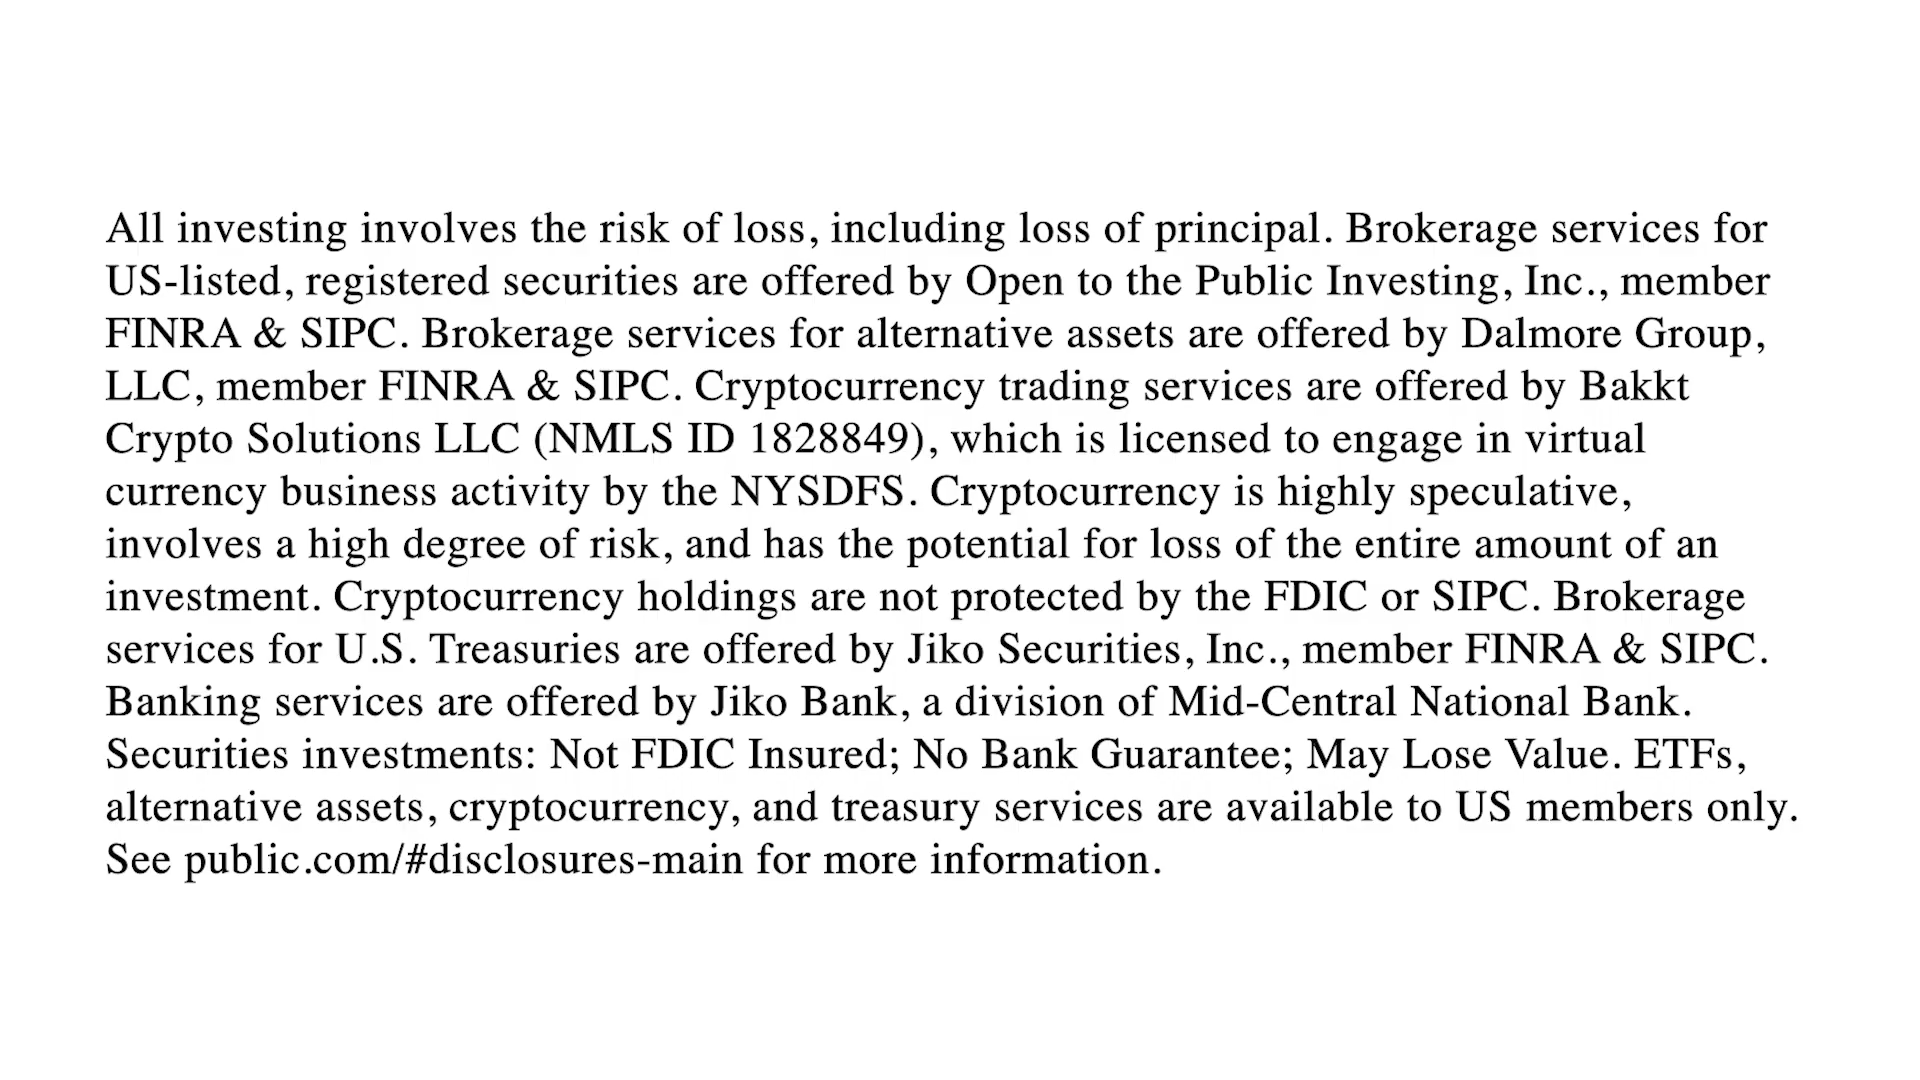 All investing involves the risk of loss, including loss of principal. Brokerage services for
US-listed, registered securities are offered by Open to the Public Investing, Inc., member
FINRA & SIPC. Brokerage services for alternative assets are offered by Dalmore Group,
LLC, member FINRA & SIPC. Cryptocurrency trading services are offered by Bakkt
Crypto Solutions LLC (NMLS ID 1828849), which is licensed to engage in virtual
currency business activity by the NYSDFS. Cryptocurrency is highly speculative,
involves a high degree of risk, and has the potential for loss of the entire amount of an
investment. Cryptocurrency holdings are not protected by the FDIC or SIPC. Brokerage
services for U.S. Treasuries are offered by Jiko Securities, Inc., member FINRA & SIPC.
Banking services are offered by Jiko Bank, a division of Mid-Central National Bank.
Securities investments: Not FDIC Insured; No Bank Guarantee; May Lose Value. ETFs,
alternative assets, cryptocurrency, and treasury services are available to US members only.
See public.com/#disclosures-main for more information.